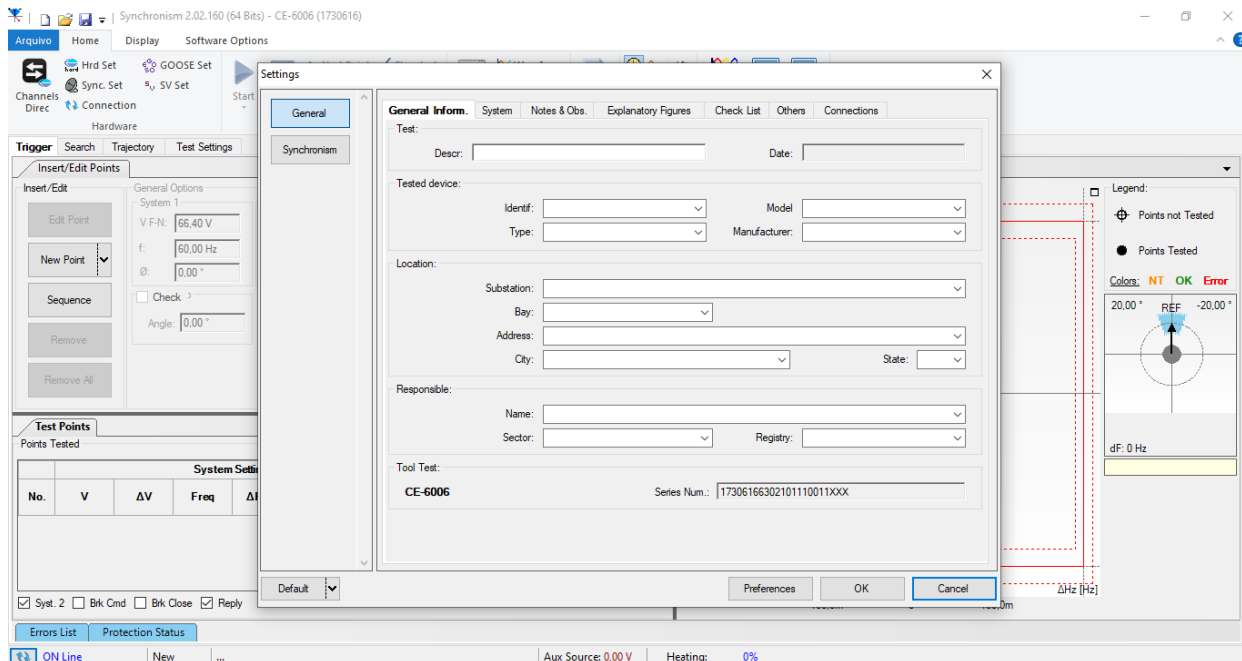 Synchronism 2.02.160 (64 Bits) - CE-6006 (1730616)
Arquivo Home Display Software Options
Hrd Set GOOSE Set
Sync. Set SV Set
Channels Direc Connection Start
Hardware
Settings
General
Synchronism
General Inform. System Notes & Obs. Explanatory Figures Check List Others Connections
Test:
Descr: Date:
Tested device:
Identif: Model
Type: Manufacturer:
Location:
Substation:
Bay:
Address:
City: State:
Responsible:
Name:
Sector: Registry:
Tool Test:
CE-6006 Series Num.: 17306166302101110011XXX
Default Preferences OK Cancel
Trigger Search Trajectory Test Settings
Insert/Edit Points
Insert/Edit General Options
System 1
Edit Point V F-N: 66,40 V
f: 60,00 Hz
New Point Ø: 0,00 °
Sequence Check
Angle: 0,00 °
Remove
Remove All
Test Points
Points Tested
System
No. V ΔV Freq
Syst. 2 Brk Cmd Brk Close Reply
Legend:
Points not Tested
Points Tested
Colors: NT OK Error
20,00 ° REF -20,00 °
dF: 0 Hz
ΔHz [Hz]
Errors List Protection Status
ON Line New ... Aux Source: 0.00 V Heating: 0%